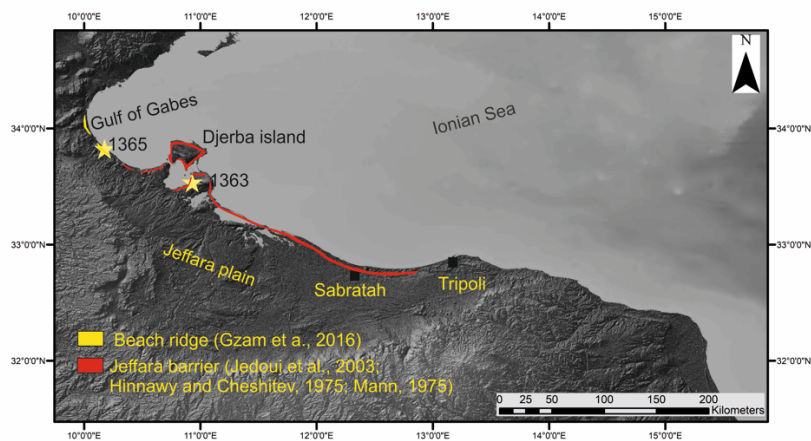 10°0'0"E 11°0'0"E 12°0'0"E 13°0'0"E 14°0'0"E 15°0'0"E
N
Gulf of Gabes
Ionian Sea
34°0'0"N 34°0'0"N
1365
Djerba island
1363
33°0'0"N 33°0'0"N
Jeffara plain
Sabratah
Tripoli
Beach ridge (Gzam et a., 2016)
Jeffara barrier (Jedoui et al., 2003;
Hinnawy and Cheshitev, 1975; Mann, 1975)
32°0'0"N 32°0'0"N
0 25 50 100 150 200
Kilometers
10°0'0"E 11°0'0"E 12°0'0"E 13°0'0"E 14°0'0"E 15°0'0"E